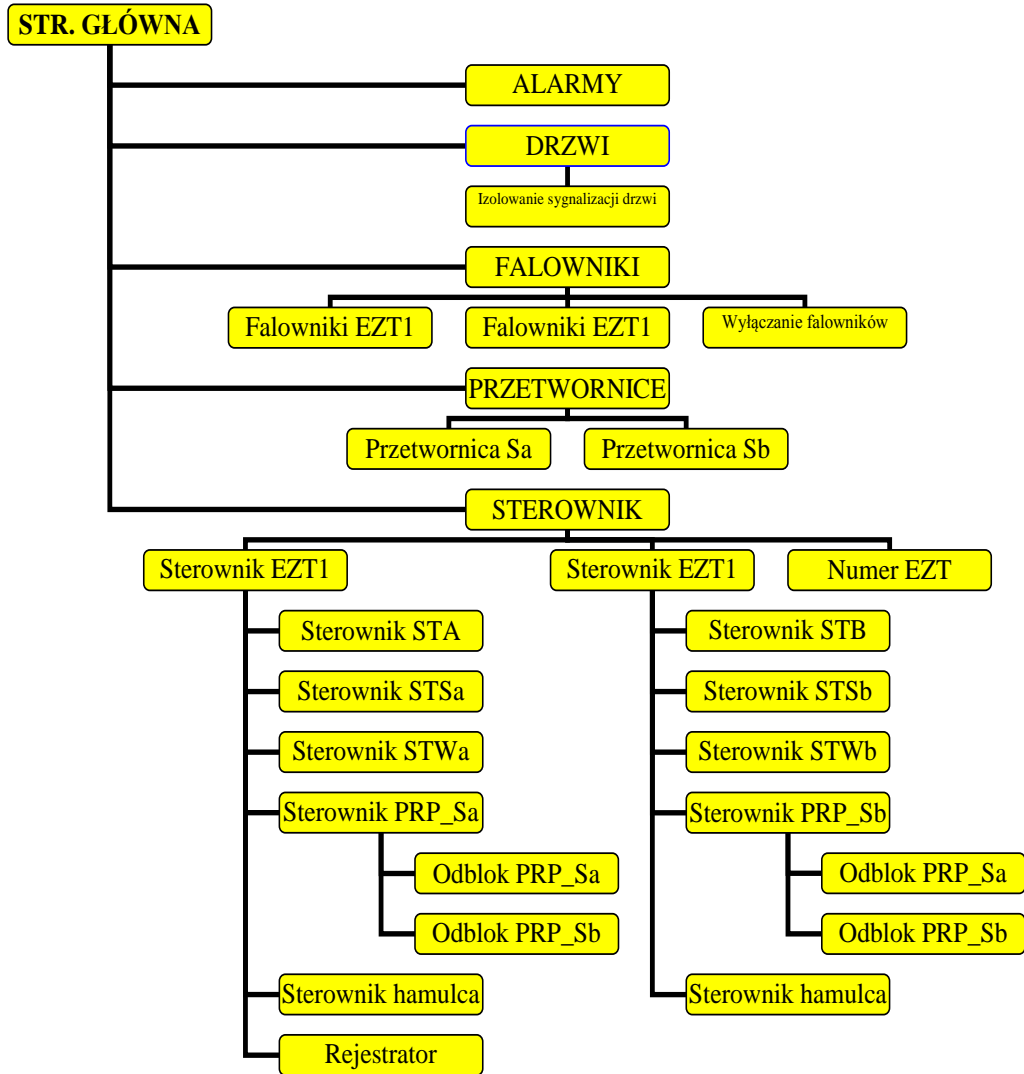 STR. GŁÓWNA
ALARMY
DRZWI
Izolowanie sygnalizacji drzwi
FALOWNIKI
Falowniki EZT1
Falowniki EZT1
Wyłączanie falowników
PRZETWORNICE
Przetwornica Sa
Przetwornica Sb
STEROWNIK
Sterownik EZT1
Sterownik EZT1
Numer EZT
Sterownik STA
Sterownik STB
Sterownik STSa
Sterownik STSb
Sterownik STWa
Sterownik STWb
Sterownik PRP_Sa
Sterownik PRP_Sb
Odblok PRP_Sa
Odblok PRP_Sa
Odblok PRP_Sb
Odblok PRP_Sb
Sterownik hamulca
Sterownik hamulca
Rejestrator